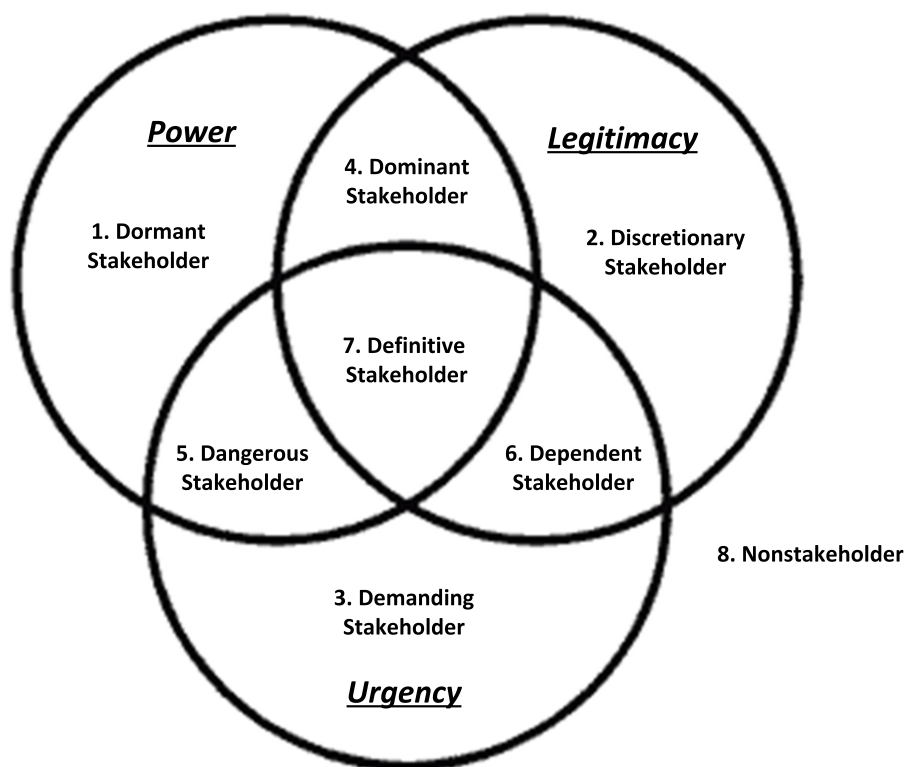 Power
Legitimacy
4. Dominant
Stakeholder
1. Dormant
Stakeholder
2. Discretionary
Stakeholder
7. Definitive
Stakeholder
5. Dangerous
Stakeholder
6. Dependent
Stakeholder
8. Nonstakeholder
3. Demanding
Stakeholder
Urgency